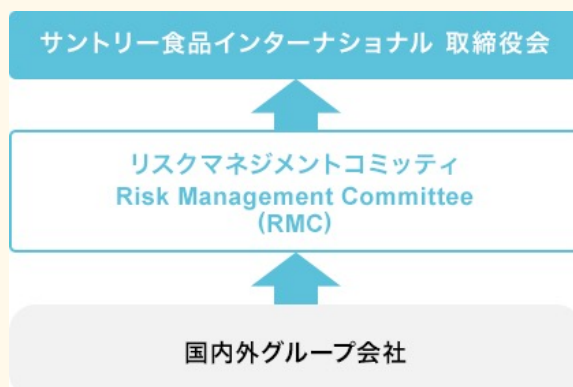 サントリー食品インターナショナル 取締役会
リスクマネジメントコミッティ
Risk Management Committee
(RMC)
国内外グループ会社